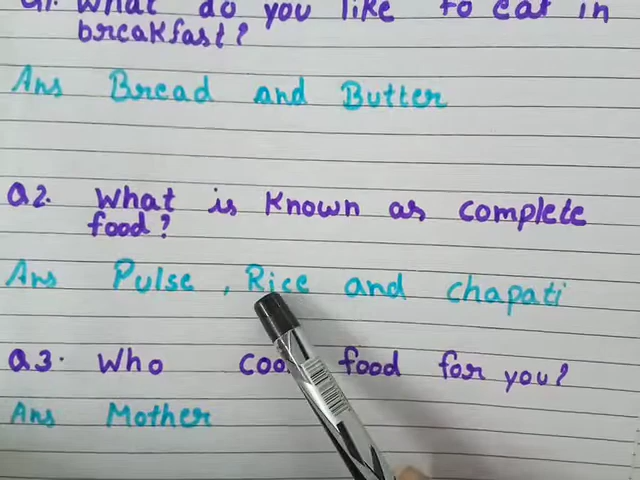 Q1. What do you like to eat in
breakfast?
Ans Bread and Butter
Q2. What is Known as complete
food?
Ans Pulse, Rice and chapati
Q3. Who food for you?
Ans Mother